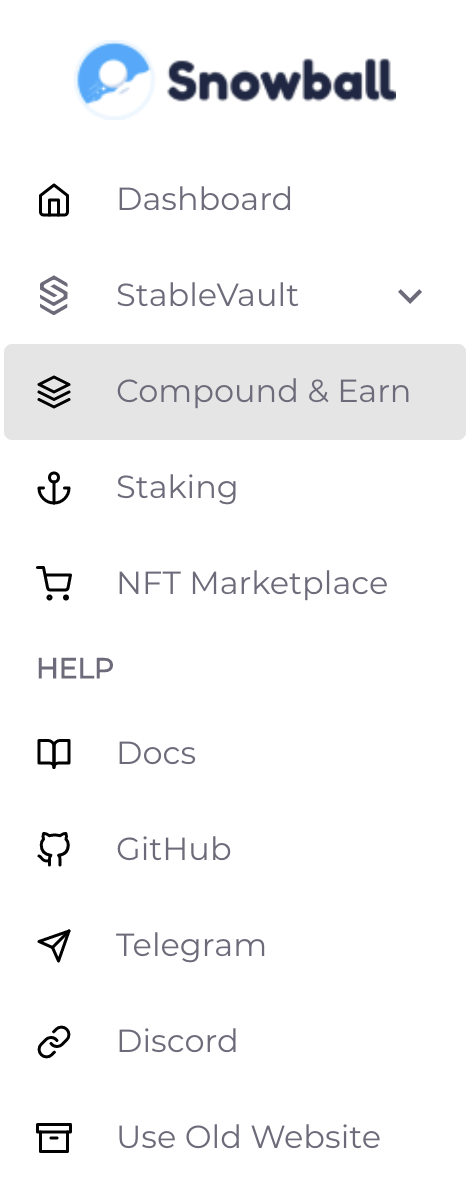 Snowball
Dashboard
StableVault
Compound & Earn
Staking
NFT Marketplace
HELP
Docs
GitHub
Telegram
Discord
Use Old Website